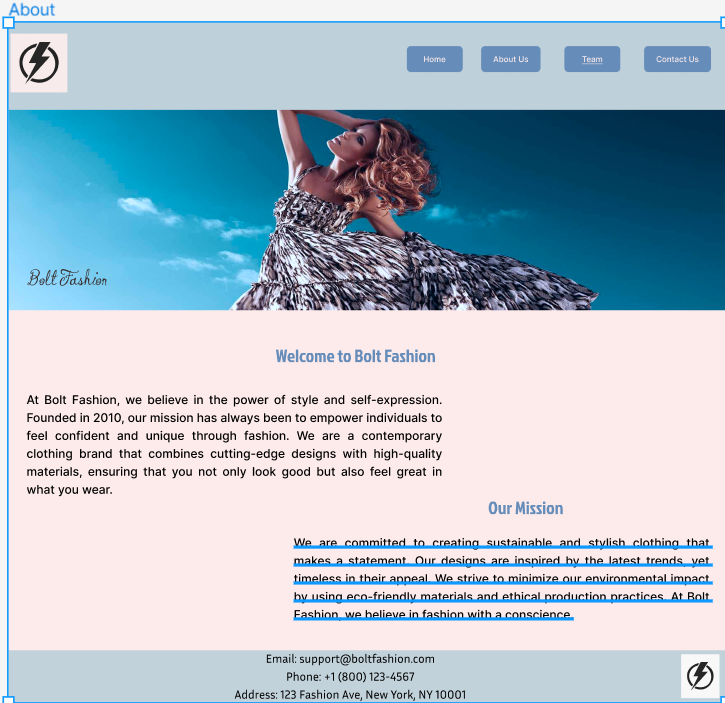 About
Home
About Us
Team
Contact Us
Bolt Fashion
Welcome to Bolt Fashion
At Bolt Fashion, we believe in the power of style and self-expression.
Founded in 2010, our mission has always been to empower individuals to
feel confident and unique through fashion. We are a contemporary
clothing brand that combines cutting-edge designs with high-quality
materials, ensuring that you not only look good but also feel great in
what you wear.
Our Mission
We are committed to creating sustainable and stylish clothing that
makes a statement. Our designs are inspired by the latest trends, yet
timeless in their appeal. We strive to minimize our environmental impact
by using eco-friendly materials and ethical production practices. At Bolt
Fashion, we believe in fashion with a conscience.
Email: support@boltfashion.com
Phone: +1 (800) 123-4567
Address: 123 Fashion Ave, New York, NY 10001